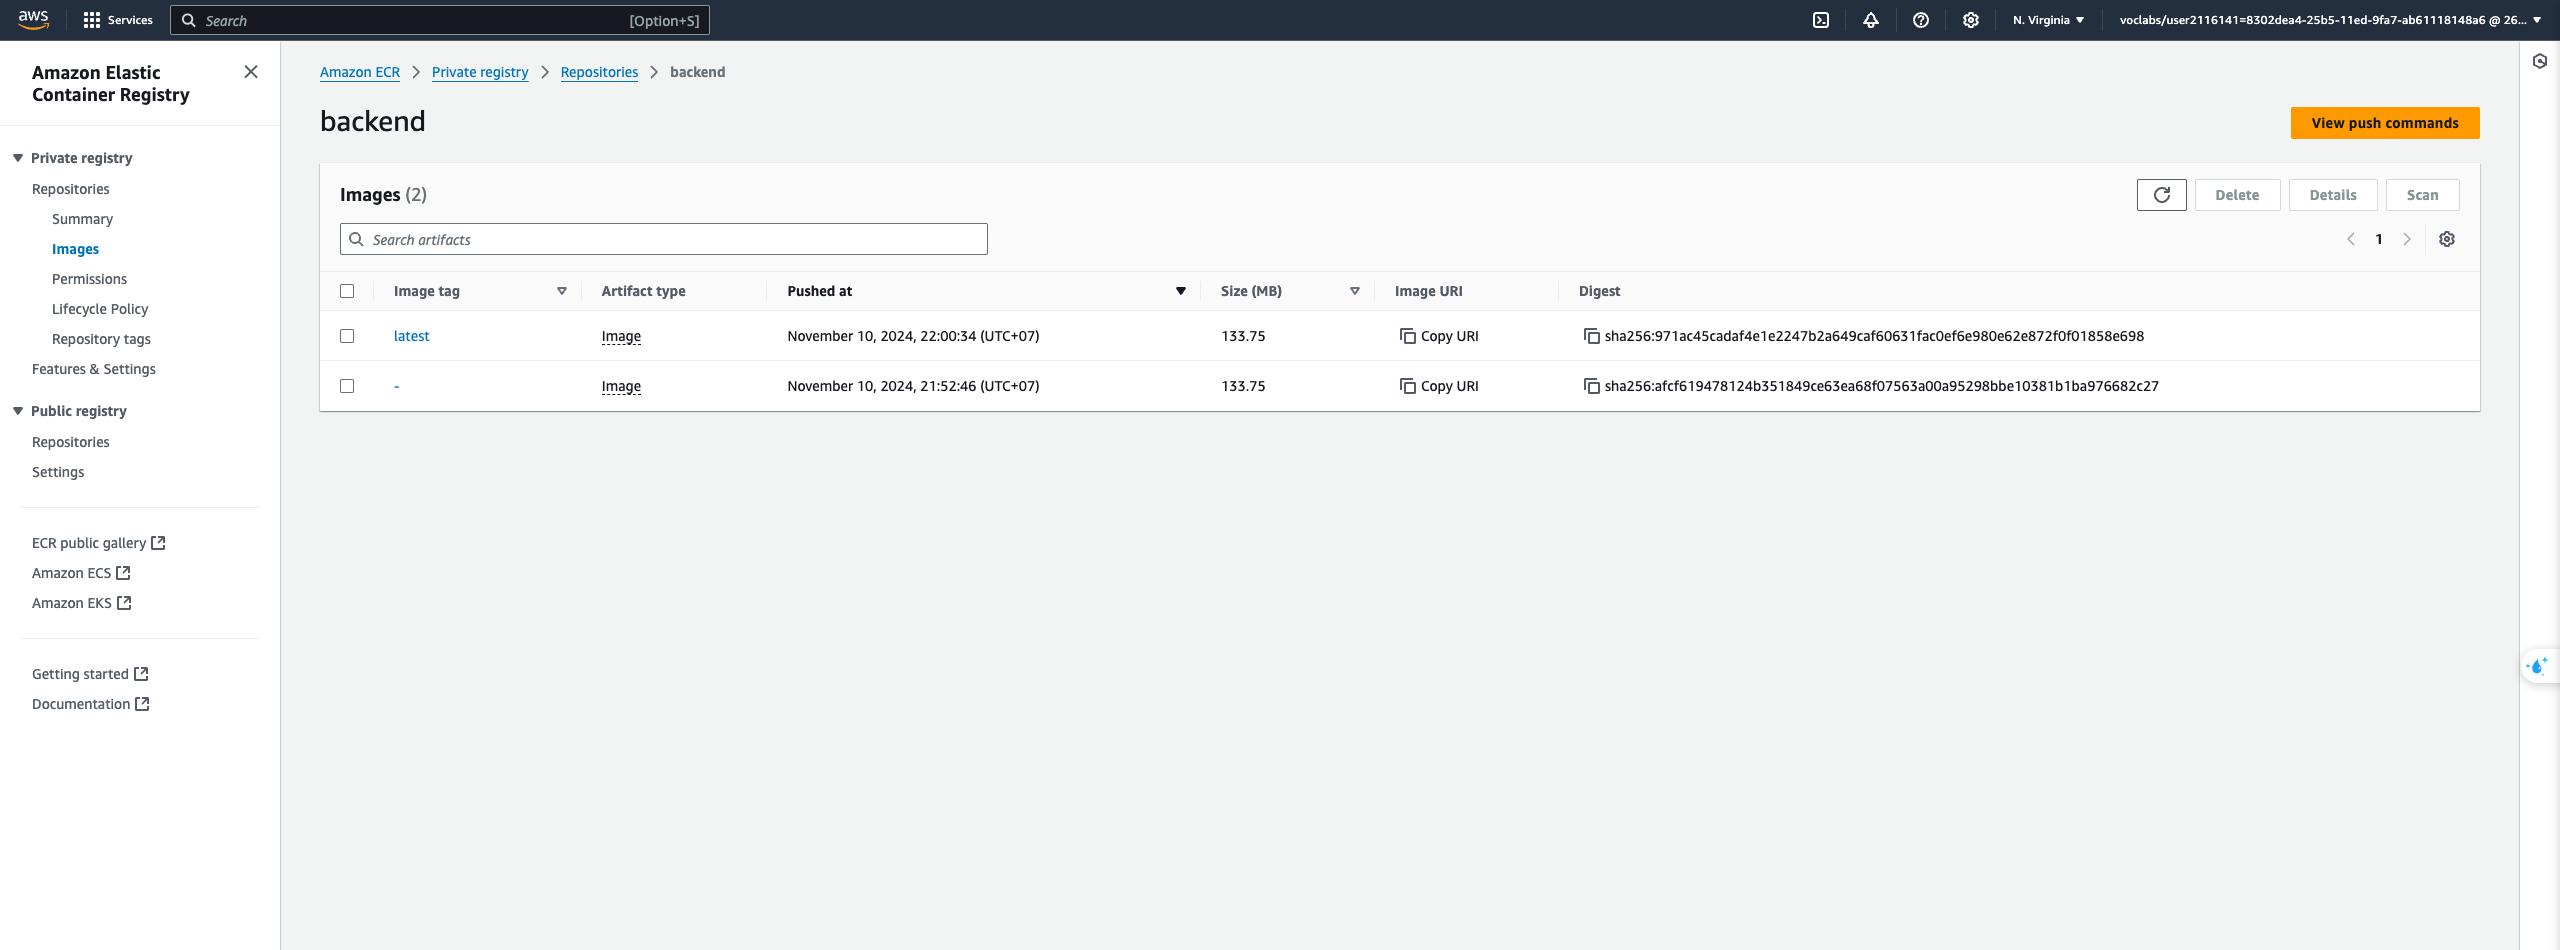 aws
Services
Search
[Option+S]
N. Virginia
voclabs/user2116141=8302dea4-25b5-11ed-9fa7-ab61118148a6 @ 26...
Amazon Elastic
Container Registry
Private registry
Repositories
Summary
Images
Permissions
Lifecycle Policy
Repository tags
Features & Settings
Public registry
Repositories
Settings
ECR public gallery
Amazon ECS
Amazon EKS
Getting started
Documentation
Amazon ECR > Private registry > Repositories > backend
backend
View push commands
Images (2)
Delete
Details
Scan
Search artifacts
1
Image tag
Artifact type
Pushed at
Size (MB)
Image URI
Digest
latest Image November 10, 2024, 22:00:34 (UTC+07) 133.75 Copy URI sha256:971ac45cadaf4e1e2247b2a649caf60631fac0ef6e980e62e872f0f01858e698
- Image November 10, 2024, 21:52:46 (UTC+07) 133.75 Copy URI sha256:afcf619478124b351849ce63ea68f07563a00a95298bbe10381b1ba976682c27